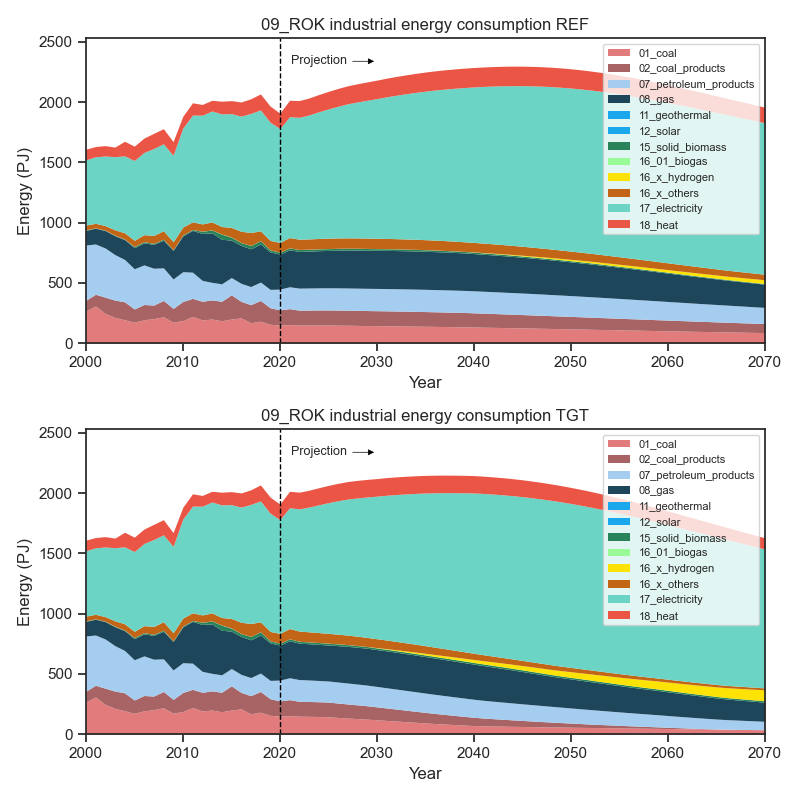 09_ROK industrial energy consumption REF
2500
2000
1500
1000
500
0
Energy (PJ)
Projection
01_coal
02_coal_products
07_petroleum_products
08_gas
11_geothermal
12_solar
15_solid_biomass
16_01_biogas
16_x_hydrogen
16_x_others
17_electricity
18_heat
2000 2010 2020 2030 2040 2050 2060 2070
Year
09_ROK industrial energy consumption TGT
2500
2000
1500
1000
500
0
Energy (PJ)
Projection
01_coal
02_coal_products
07_petroleum_products
08_gas
11_geothermal
12_solar
15_solid_biomass
16_01_biogas
16_x_hydrogen
16_x_others
17_electricity
18_heat
2000 2010 2020 2030 2040 2050 2060 2070
Year